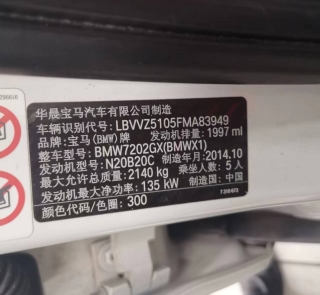 华晨宝马汽车有限公司制造
车辆识别代号: LBVVZ5105FMA83949
品牌: 宝马(BMW)牌 发动机排量: 1997 ml
整车型号: BMW7202GX(BMWX1)
发动机型号: N20B20C 制造年月: 2014.10
最大允许总质量: 2140 kg 乘坐人数: 5 人
发动机最大净功率: 135 kW 制造国: 中国
颜色代码/色圈: 300